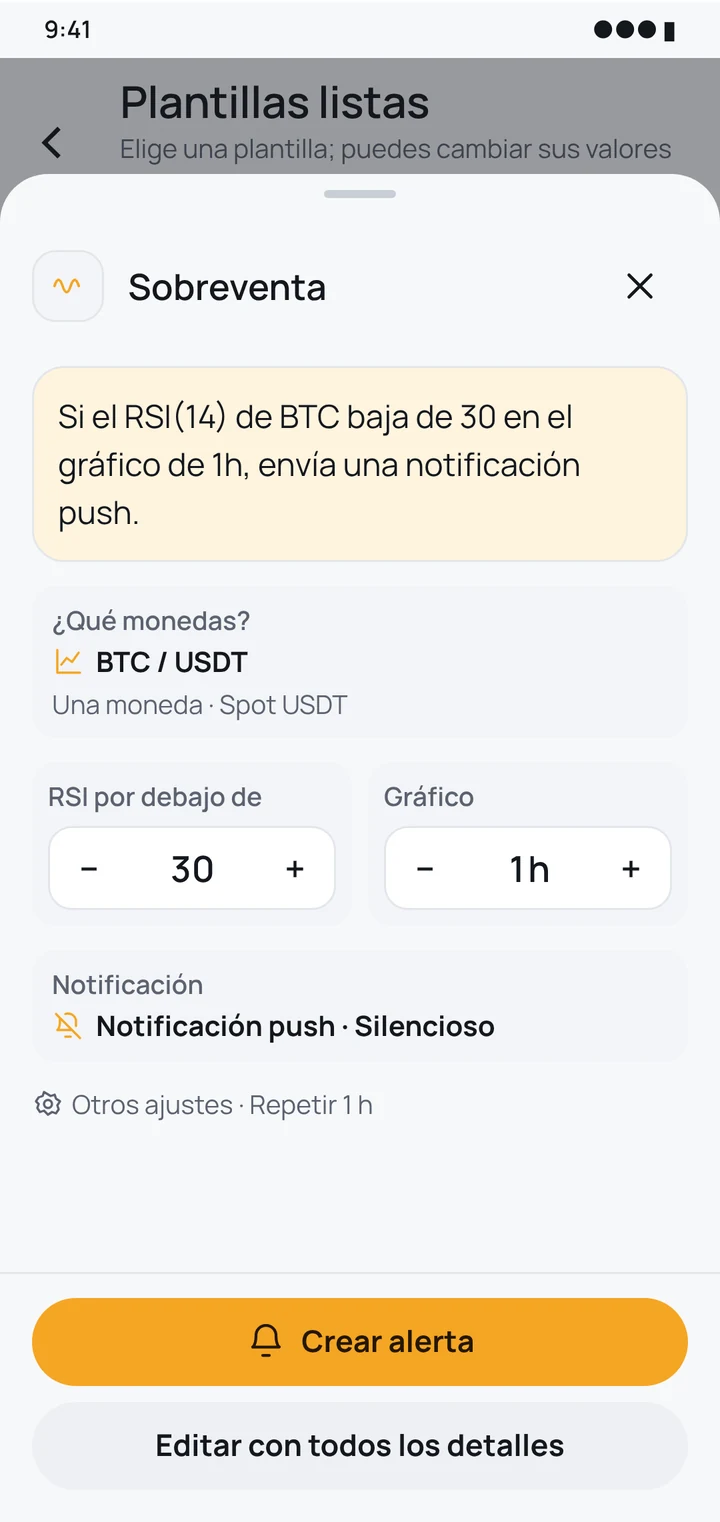 9:41
Plantillas listas
Elige una plantilla; puedes cambiar sus valores
Sobreventa
Si el RSI(14) de BTC baja de 30 en el
gráfico de 1h, envía una notificación
push.
¿Qué monedas?
BTC / USDT
Una moneda · Spot USDT
RSI por debajo de
− 30 +
Gráfico
− 1h +
Notificación
Notificación push · Silencioso
Otros ajustes · Repetir 1 h
Crear alerta
Editar con todos los detalles